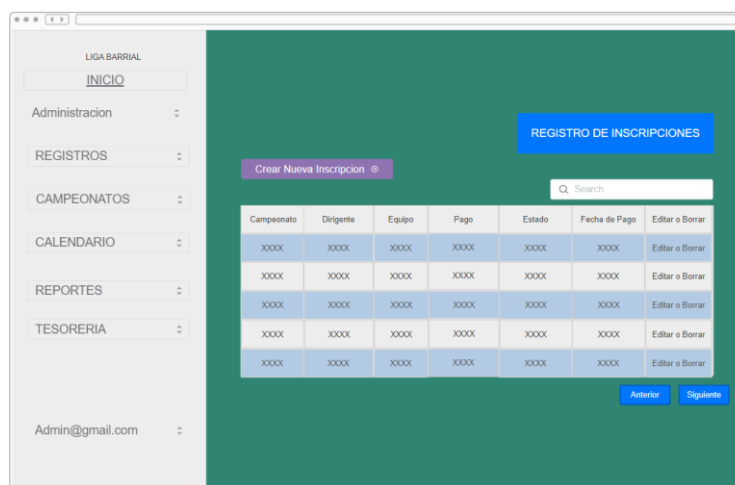 LIGA BARRIAL
INICIO
Administracion
REGISTROS
CAMPEONATOS
CALENDARIO
REPORTES
TESORERIA
Admin@gmail.com
REGISTRO DE INSCRIPCIONES
Crear Nueva Inscripcion
Search
Campeonato Dirigente Equipo Pago Estado Fecha de Pago Editar o Borrar
XXXX XXXX XXXX XXXX XXXX XXXX Editar o Borrar
XXXX XXXX XXXX XXXX XXXX XXXX Editar o Borrar
XXXX XXXX XXXX XXXX XXXX XXXX Editar o Borrar
XXXX XXXX XXXX XXXX XXXX XXXX Editar o Borrar
XXXX XXXX XXXX XXXX XXXX XXXX Editar o Borrar
Anterior Siguiente